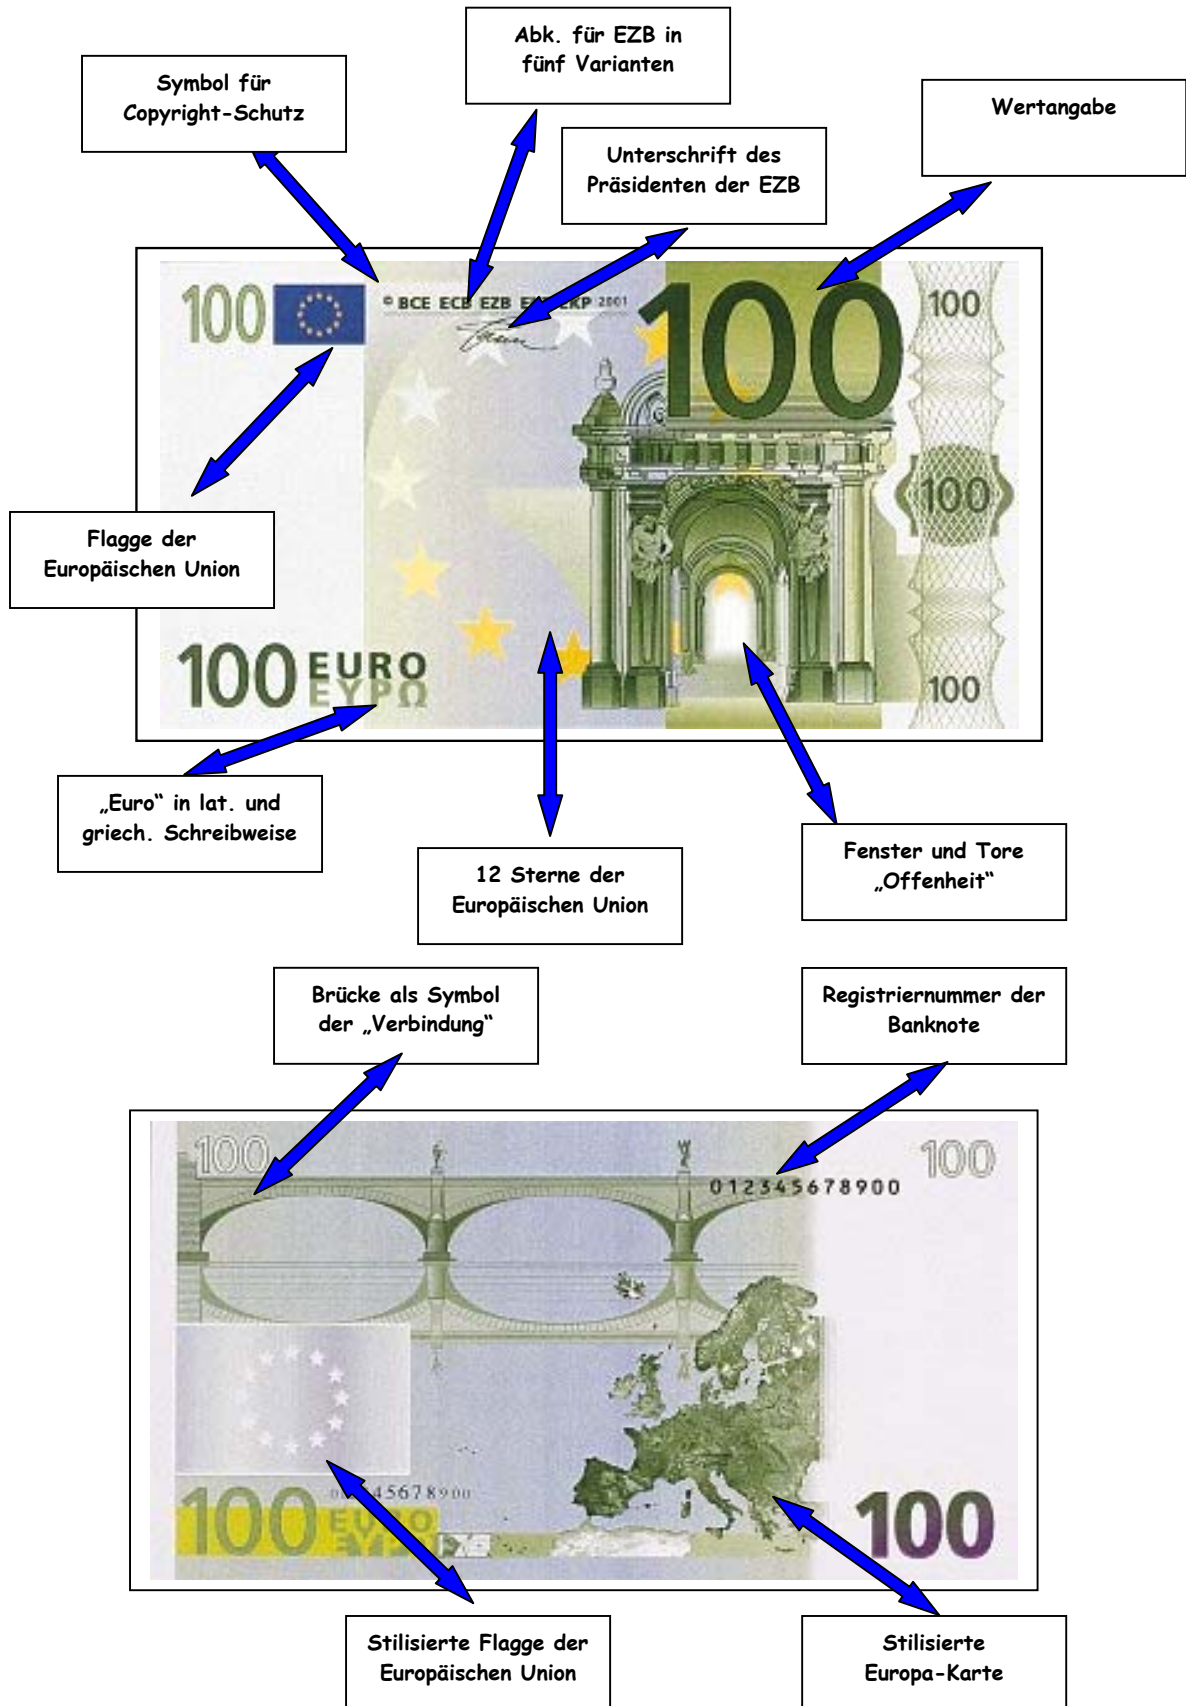 Abk. für EZB in
fünf Varianten
Symbol für
Copyright-Schutz
Wertangabe
Unterschrift des
Präsidenten der EZB
100
© BCE ECB EZB EKP 2001
100
100
Flagge der
Europäischen Union
100
100 EURO
ΕΥΡΩ
100
„Euro“ in lat. und
griech. Schreibweise
12 Sterne der
Europäischen Union
Fenster und Tore
„Offenheit“
Brücke als Symbol
der „Verbindung“
Registriernummer der
Banknote
100
100
012345678900
45678900
100 EURO
ΕΥΡΩ
100
Stilisierte Flagge der
Europäischen Union
Stilisierte
Europa-Karte